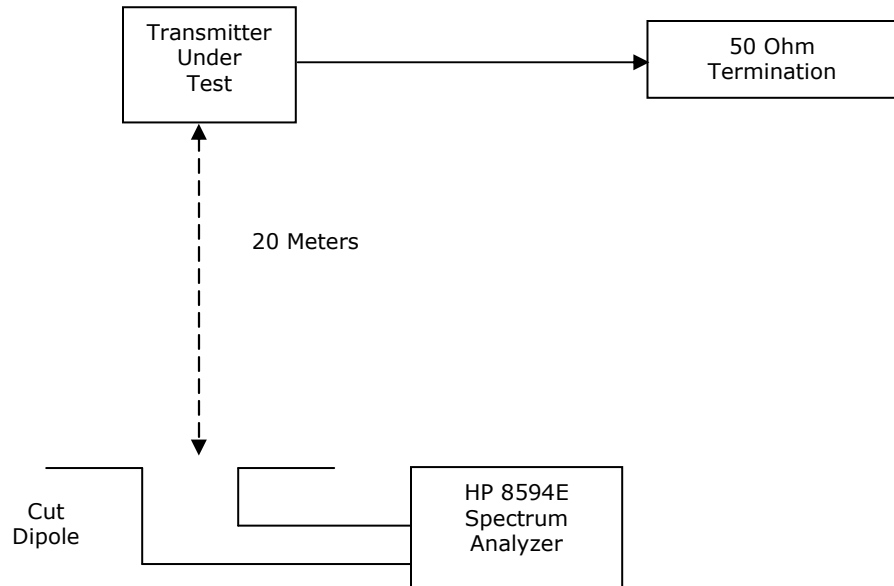 Transmitter
Under
Test
50 Ohm
Termination
20 Meters
Cut
Dipole
HP 8594E
Spectrum
Analyzer